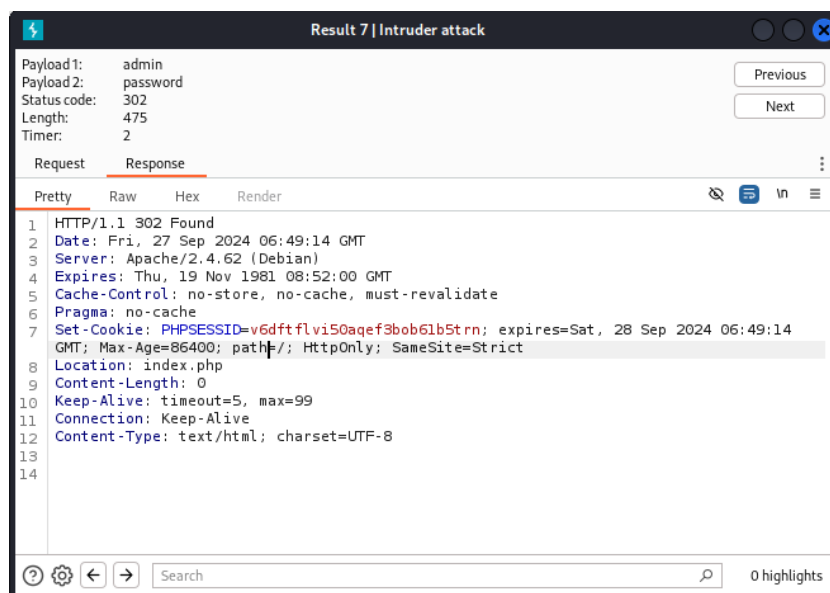 Result 7 | Intruder attack
Payload 1: admin
Payload 2: password
Status code: 302
Length: 475
Timer: 2
Previous
Next
Request Response
Pretty Raw Hex Render \n
1 HTTP/1.1 302 Found
2 Date: Fri, 27 Sep 2024 06:49:14 GMT
3 Server: Apache/2.4.62 (Debian)
4 Expires: Thu, 19 Nov 1981 08:52:00 GMT
5 Cache-Control: no-store, no-cache, must-revalidate
6 Pragma: no-cache
7 Set-Cookie: PHPSESSID=v6dftflvi50aqef3bob61b5trn; expires=Sat, 28 Sep 2024 06:49:14
GMT; Max-Age=86400; path=/; HttpOnly; SameSite=Strict
8 Location: index.php
9 Content-Length: 0
10 Keep-Alive: timeout=5, max=99
11 Connection: Keep-Alive
12 Content-Type: text/html; charset=UTF-8
13
14
Search
0 highlights